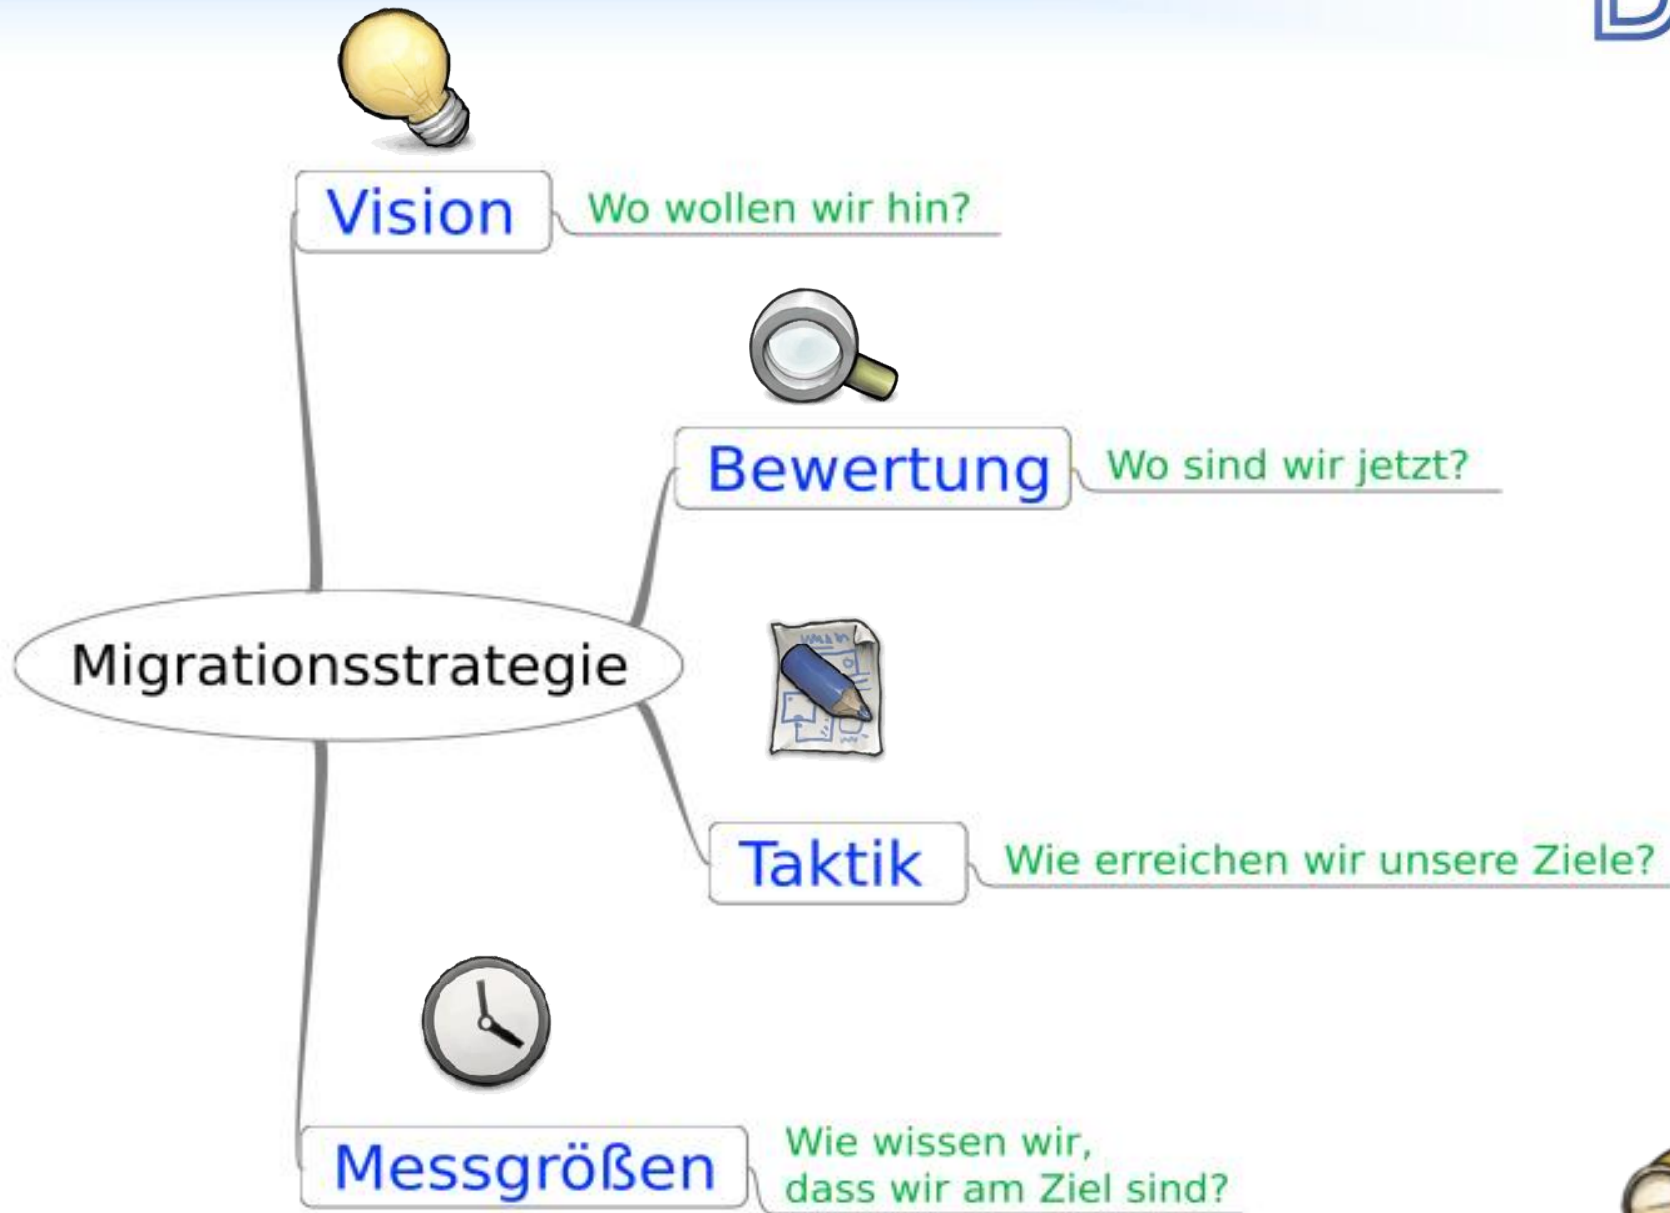 Vision
Wo wollen wir hin?
Bewertung
Wo sind wir jetzt?
Migrationsstrategie
Taktik
Wie erreichen wir unsere Ziele?
Messgrößen
Wie wissen wir,
dass wir am Ziel sind?